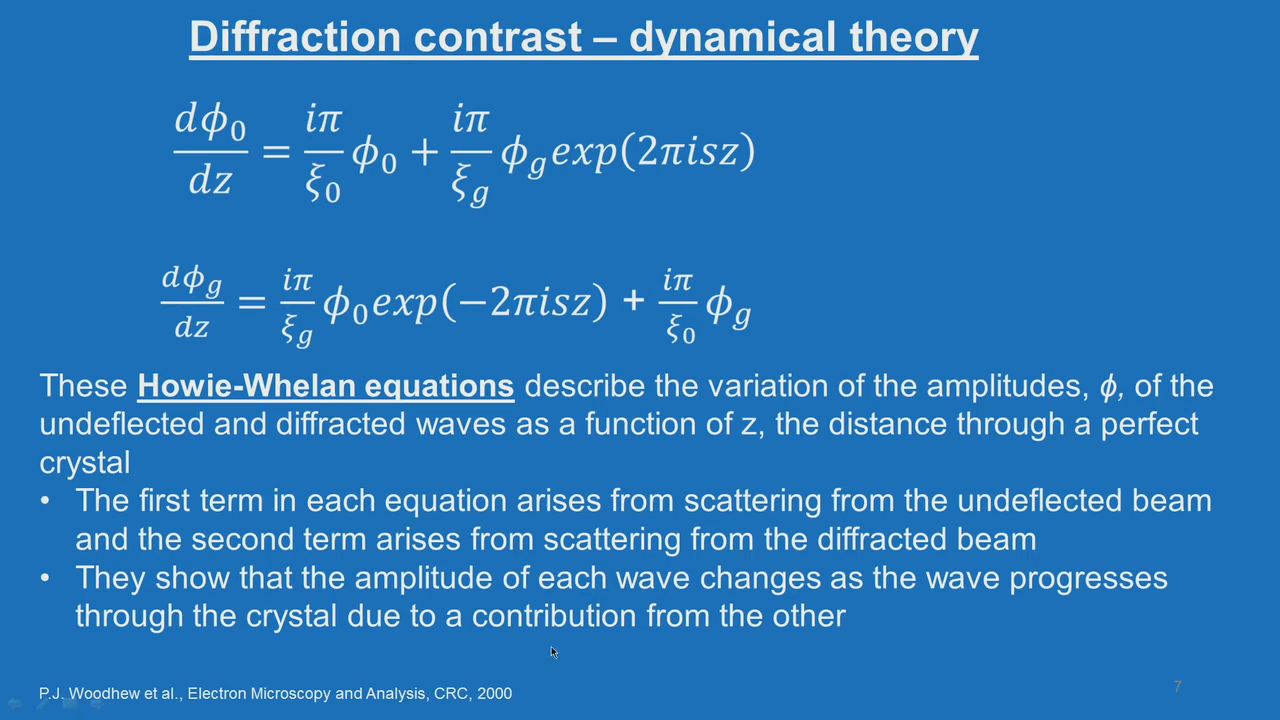 Diffraction contrast – dynamical theory
dϕ₀/dz = iπ/ξ₀ ϕ₀ + iπ/ξg ϕg exp(2πisz)
dϕg/dz = iπ/ξg ϕ₀ exp(−2πisz) + iπ/ξ₀ ϕg
These Howie-Whelan equations describe the variation of the amplitudes, ϕ, of the
undeflected and diffracted waves as a function of z, the distance through a perfect
crystal
• The first term in each equation arises from scattering from the undeflected beam
and the second term arises from scattering from the diffracted beam
• They show that the amplitude of each wave changes as the wave progresses
through the crystal due to a contribution from the other
P.J. Woodhew et al., Electron Microscopy and Analysis, CRC, 2000
7